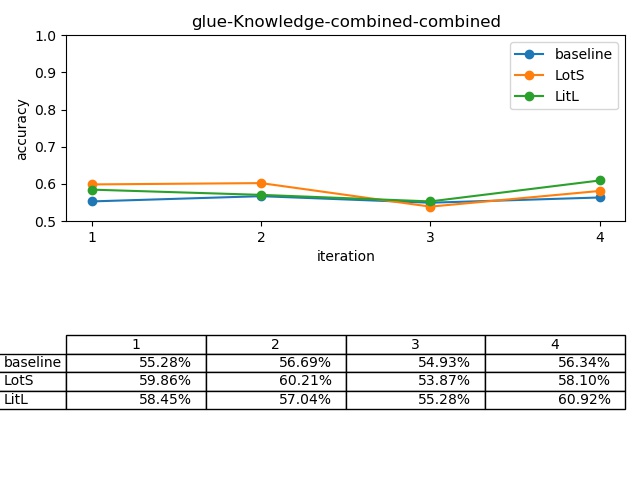 glue-Knowledge-combined-combined
1.0
0.9
0.8
0.7
0.6
0.5
accuracy
baseline
LotS
LitL
1 2 3 4
iteration
1 2 3 4
baseline 55.28% 56.69% 54.93% 56.34%
LotS 59.86% 60.21% 53.87% 58.10%
LitL 58.45% 57.04% 55.28% 60.92%